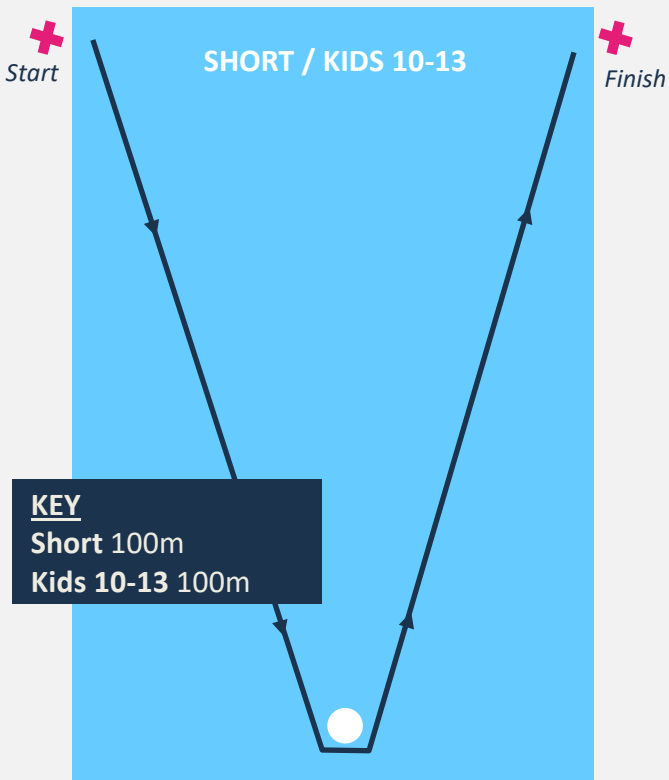 SHORT / KIDS 10-13
Start
Finish
KEY
Short 100m
Kids 10-13 100m